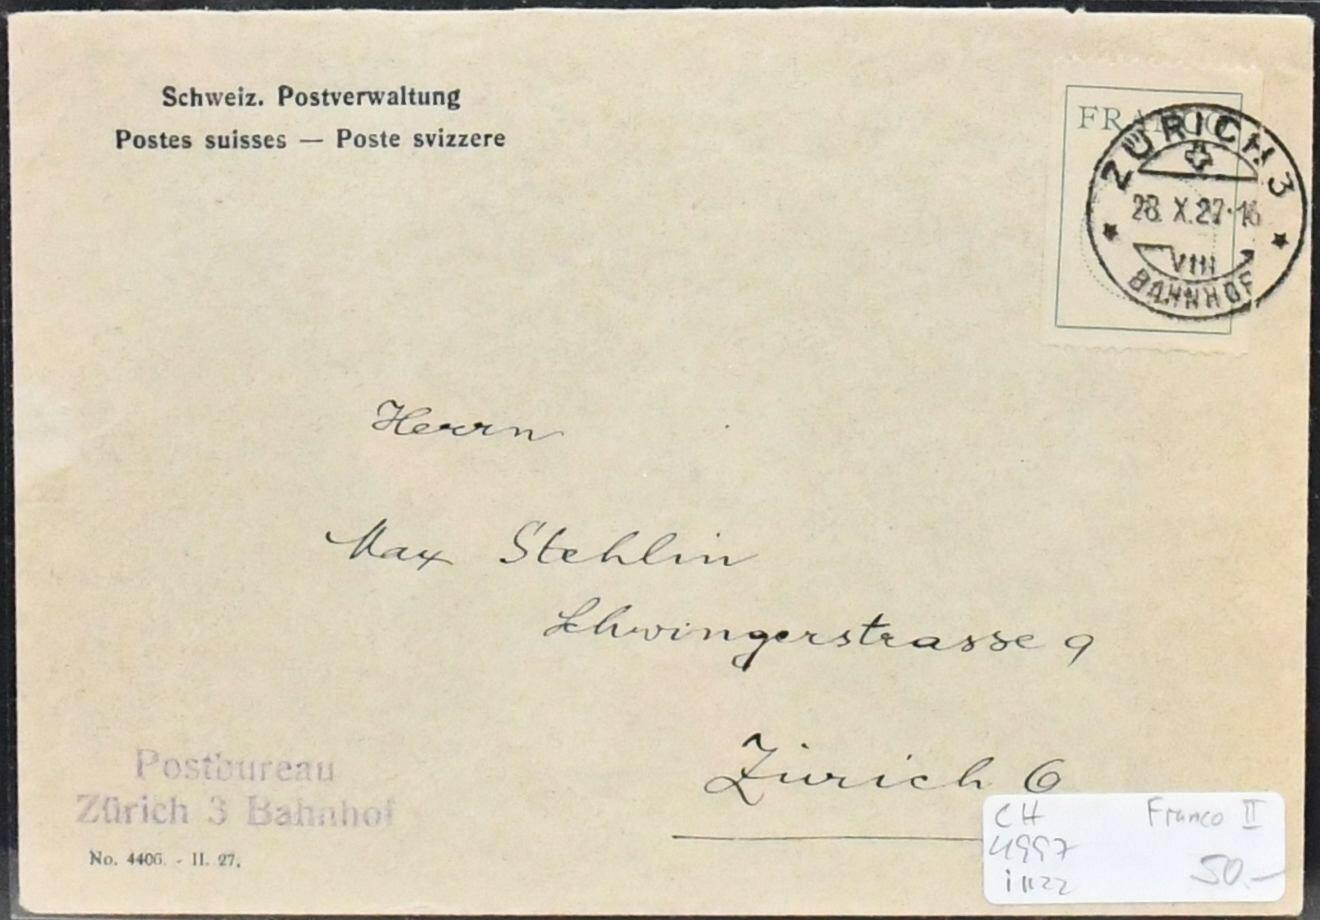 Schweiz. Postverwaltung
Postes suisses — Poste svizzere
FRANCO
ZÜRICH 3
28. X. 27·16
VIII
BAHNHOF
Herrn
Max Stehlin
Schwingerstrasse 9
Zürich 6
Postbureau
Zürich 3 Bahnhof
No. 4406. - II. 27.
CH Franco II
4997
50.—